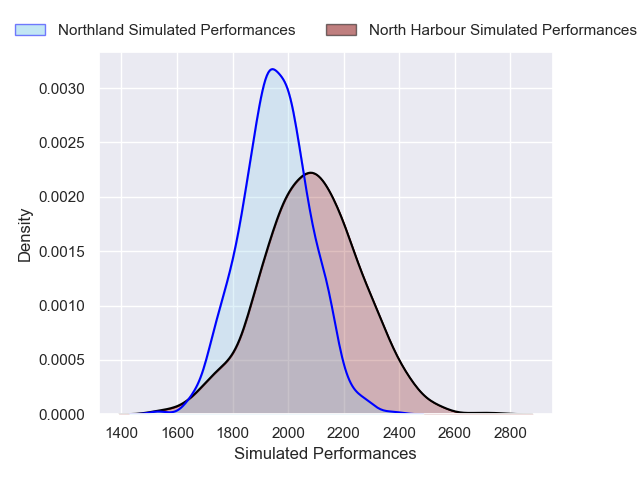 Northland Simulated Performances North Harbour Simulated Performances
0.0030
0.0025
0.0020
0.0015
0.0010
0.0005
0.0000
Density
1400 1600 1800 2000 2200 2400 2600 2800
Simulated Performances